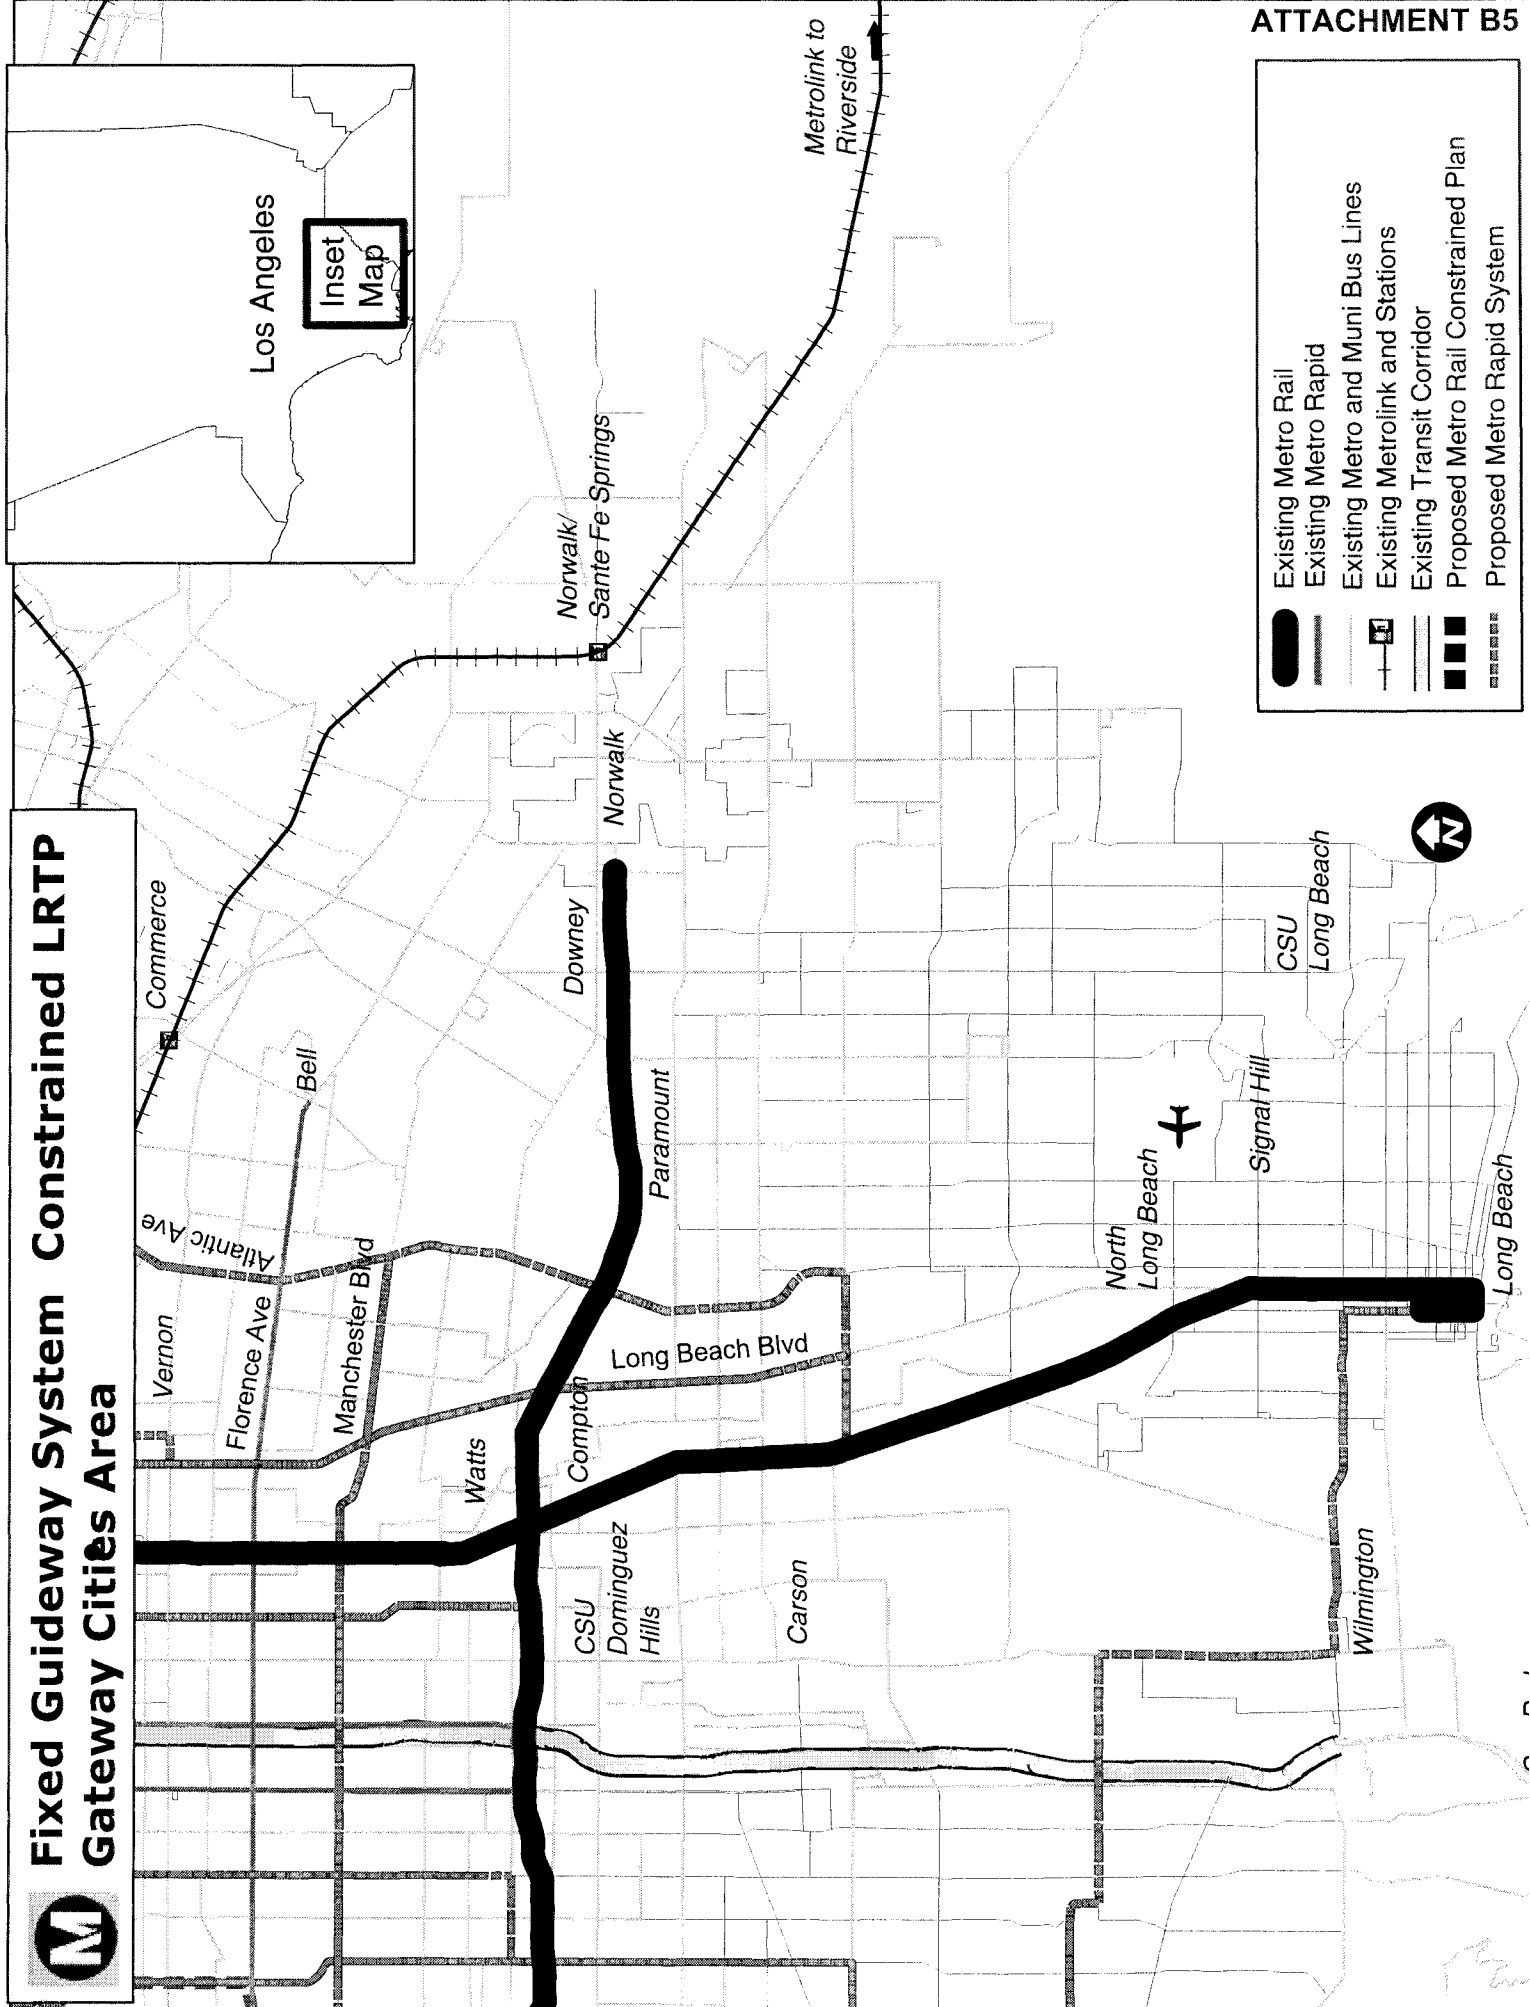 M
Fixed Guideway System Constrained LRTP
Gateway Cities Area
ATTACHMENT B5
Los Angeles
Inset
Map
Metrolink to
Riverside
Commerce
Bell
Atlantic Ave
Vernon
Florence Ave
Manchester Blvd
Watts
Compton
Long Beach Blvd
Downey
Norwalk
Norwalk/
Sante Fe Springs
Paramount
CSU
Dominguez
Hills
Carson
North
Long Beach
Signal Hill
CSU
Long Beach
Long Beach
Wilmington
N
Existing Metro Rail
Existing Metro Rapid
Existing Metro and Muni Bus Lines
Existing Metrolink and Stations
Existing Transit Corridor
Proposed Metro Rail Constrained Plan
Proposed Metro Rapid System